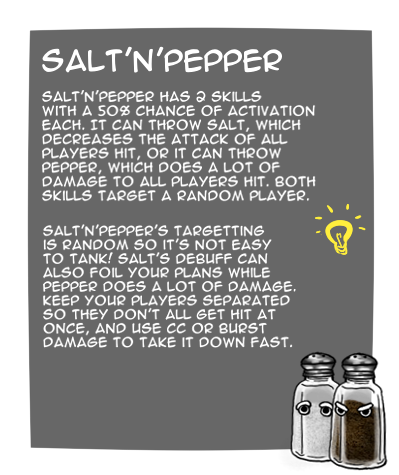 SALT'N'PEPPER
SALT'N'PEPPER HAS 2 SKILLS
WITH A 50% CHANCE OF ACTIVATION
EACH. IT CAN THROW SALT, WHICH
DECREASES THE ATTACK OF ALL
PLAYERS HIT, OR IT CAN THROW
PEPPER, WHICH DOES A LOT OF
DAMAGE TO ALL PLAYERS HIT. BOTH
SKILLS TARGET A RANDOM PLAYER.
SALT'N'PEPPER'S TARGETTING
IS RANDOM SO IT'S NOT EASY
TO TANK! SALT'S DEBUFF CAN
ALSO FOIL YOUR PLANS WHILE
PEPPER DOES A LOT OF DAMAGE.
KEEP YOUR PLAYERS SEPARATED
SO THEY DON'T ALL GET HIT AT
ONCE, AND USE CC OR BURST
DAMAGE TO TAKE IT DOWN FAST.